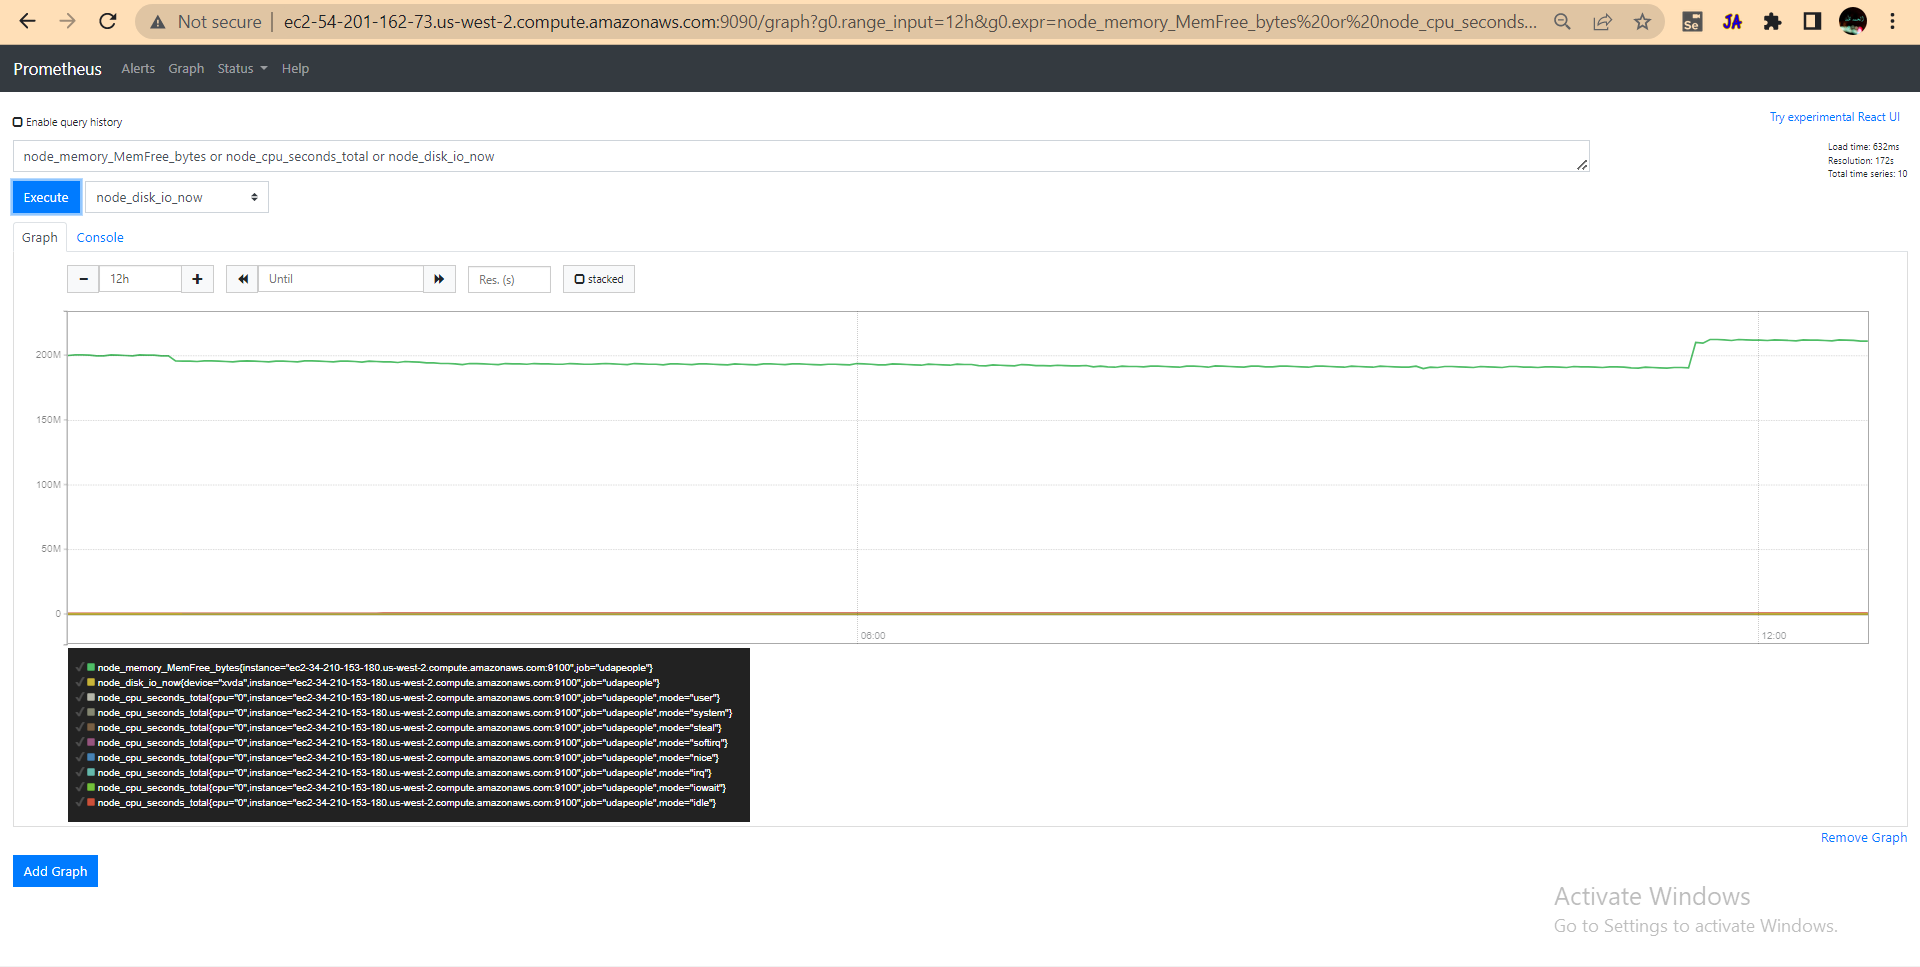 Not secure | ec2-54-201-162-73.us-west-2.compute.amazonaws.com:9090/graph?g0.range_input=12h&g0.expr=node_memory_MemFree_bytes%20or%20node_cpu_seconds...
Se
JA
Prometheus Alerts Graph Status Help
Enable query history
Try experimental React UI
node_memory_MemFree_bytes or node_cpu_seconds_total or node_disk_io_now
Load time: 632ms
Resolution: 172s
Total time series: 10
Execute node_disk_io_now
Graph Console
12h Until Res. (s) stacked
200M
150M
100M
50M
0
06:00 12:00
node_memory_MemFree_bytes{instance="ec2-34-210-153-180.us-west-2.compute.amazonaws.com:9100",job="udapeople"}
node_disk_io_now{device="xvda",instance="ec2-34-210-153-180.us-west-2.compute.amazonaws.com:9100",job="udapeople"}
node_cpu_seconds_total{cpu="0",instance="ec2-34-210-153-180.us-west-2.compute.amazonaws.com:9100",job="udapeople",mode="user"}
node_cpu_seconds_total{cpu="0",instance="ec2-34-210-153-180.us-west-2.compute.amazonaws.com:9100",job="udapeople",mode="system"}
node_cpu_seconds_total{cpu="0",instance="ec2-34-210-153-180.us-west-2.compute.amazonaws.com:9100",job="udapeople",mode="steal"}
node_cpu_seconds_total{cpu="0",instance="ec2-34-210-153-180.us-west-2.compute.amazonaws.com:9100",job="udapeople",mode="softirq"}
node_cpu_seconds_total{cpu="0",instance="ec2-34-210-153-180.us-west-2.compute.amazonaws.com:9100",job="udapeople",mode="nice"}
node_cpu_seconds_total{cpu="0",instance="ec2-34-210-153-180.us-west-2.compute.amazonaws.com:9100",job="udapeople",mode="irq"}
node_cpu_seconds_total{cpu="0",instance="ec2-34-210-153-180.us-west-2.compute.amazonaws.com:9100",job="udapeople",mode="iowait"}
node_cpu_seconds_total{cpu="0",instance="ec2-34-210-153-180.us-west-2.compute.amazonaws.com:9100",job="udapeople",mode="idle"}
Remove Graph
Add Graph
Activate Windows
Go to Settings to activate Windows.